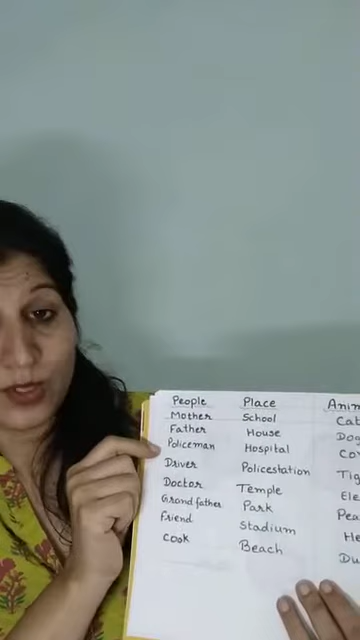 People Place
Mother School Cat
Father House
Policeman Hospital
Driver Policestation
Doctor Temple
Grand father Park
Friend Stadium
Cook Beach